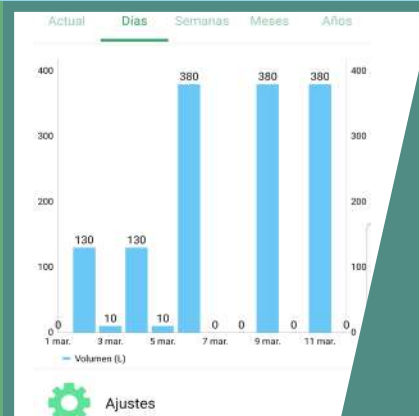 Actual Días Semanas Meses Años
400 380 380 380 400
300 300
200 200
130 130
100 100
0 0 10 10 0 0 0 0 0
1 mar. 3 mar. 5 mar. 7 mar. 9 mar. 11 mar.
Volumen (L)
Ajustes